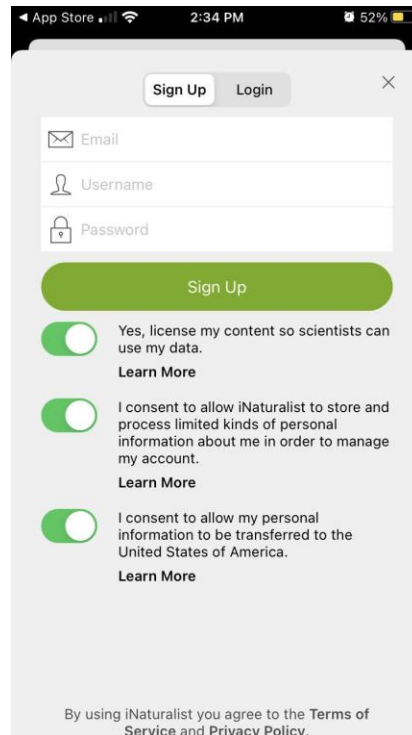 App Store 2:34 PM 52%
Sign Up Login
Email
Username
Password
Sign Up
Yes, license my content so scientists can
use my data.
Learn More
I consent to allow iNaturalist to store and
process limited kinds of personal
information about me in order to manage
my account.
Learn More
I consent to allow my personal
information to be transferred to the
United States of America.
Learn More
By using iNaturalist you agree to the Terms of
Service and Privacy Policy.